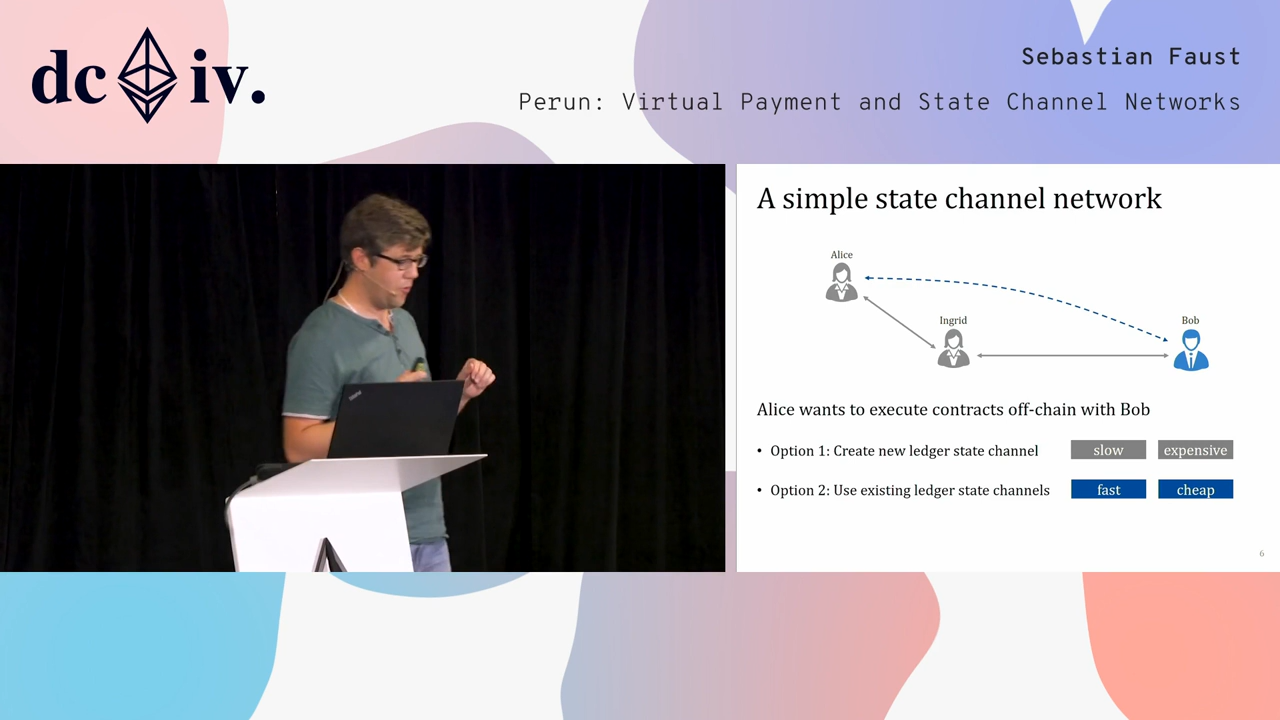 dc iv.
Sebastian Faust
Perun: Virtual Payment and State Channel Networks
A simple state channel network
Alice
Ingrid
Bob
Alice wants to execute contracts off-chain with Bob
• Option 1: Create new ledger state channel slow expensive
• Option 2: Use existing ledger state channels fast cheap
6